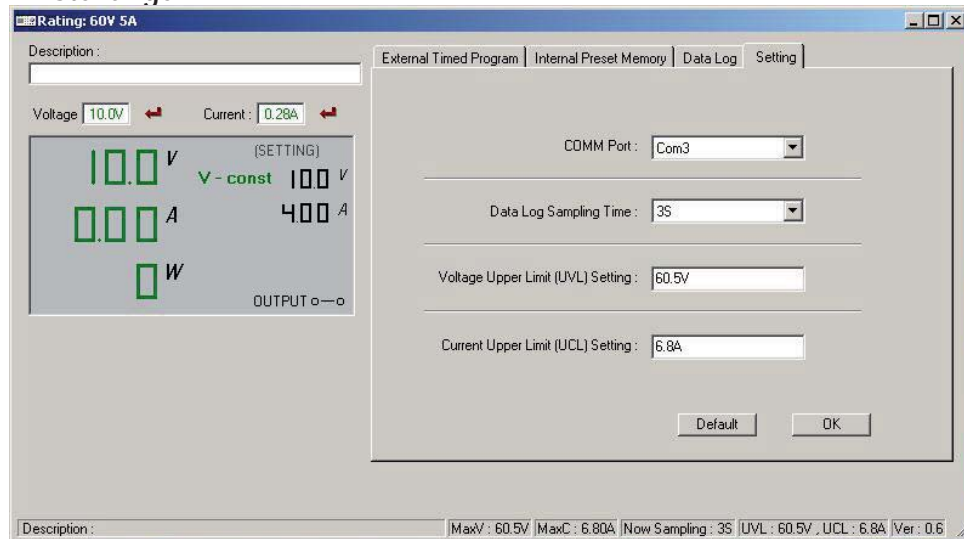 Rating: 60V 5A
Description :
Voltage 10.0V Current : 0.28A
10.0 V
0.00 A
0 W
(SETTING)
V - const 10.0 V
4.00 A
OUTPUT o—o
External Timed Program Internal Preset Memory Data Log Setting
COMM Port : Com3
Data Log Sampling Time : 3S
Voltage Upper Limit (UVL) Setting : 60.5V
Current Upper Limit (UCL) Setting : 6.8A
Default OK
Description : MaxV : 60.5V MaxC : 6.80A Now Sampling : 3S UVL : 60.5V , UCL : 6.8A Ver : 0.6